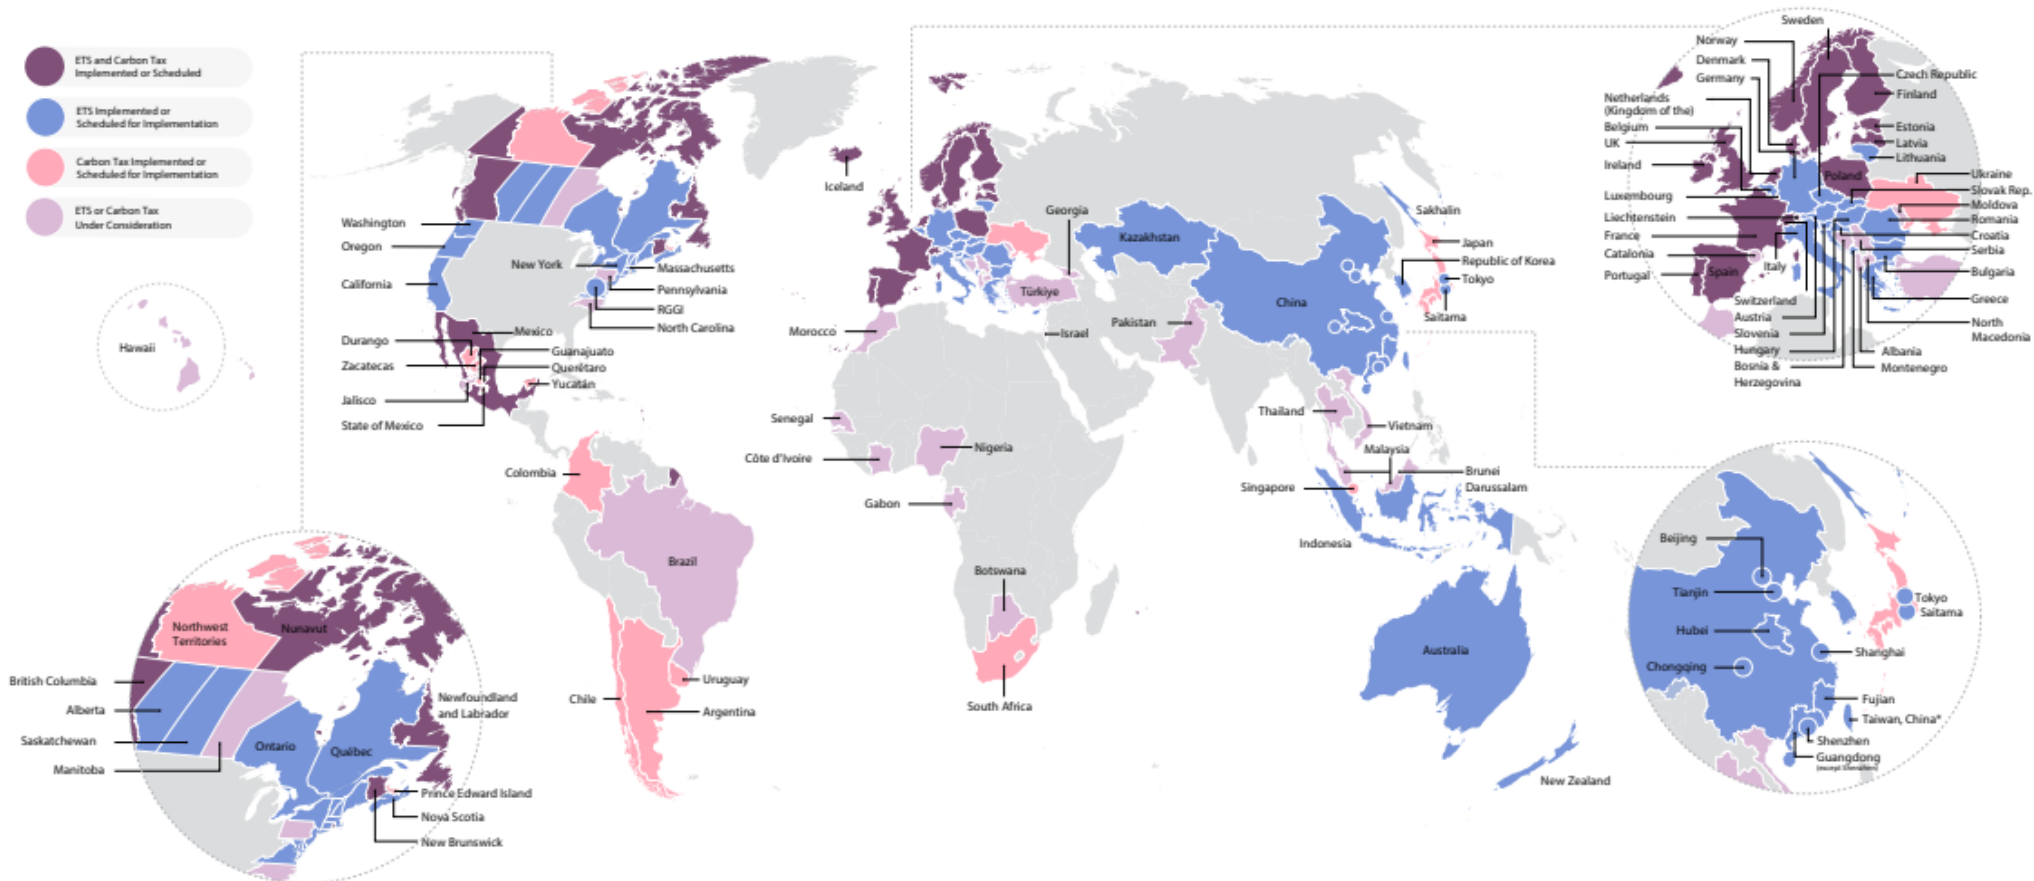 ETS and Carbon Tax
Implemented or Scheduled
ETS Implemented or
Scheduled for Implementation
Carbon Tax Implemented or
Scheduled for Implementation
ETS or Carbon Tax
Under Consideration
Hawaii
Washington
Oregon
California
New York
Massachusetts
Pennsylvania
RGGI
North Carolina
Mexico
Durango
Zacatecas
Guanajuato
Querétaro
Yucatán
Jalisco
State of Mexico
Colombia
Brazil
Chile
Uruguay
Argentina
Iceland
Georgia
Kazakhstan
Türkiye
Morocco
Israel
Pakistan
China
Sakhalin
Japan
Republic of Korea
Tokyo
Saitama
Senegal
Côte d'Ivoire
Nigeria
Gabon
Botswana
South Africa
Thailand
Vietnam
Malaysia
Brunei
Darussalam
Singapore
Indonesia
Australia
New Zealand
Northwest
Territories
Nunavut
British Columbia
Alberta
Saskatchewan
Manitoba
Ontario
Québec
Newfoundland
and Labrador
Prince Edward Island
Nova Scotia
New Brunswick
Sweden
Norway
Denmark
Germany
Netherlands
(Kingdom of the)
Belgium
UK
Ireland
Luxembourg
Liechtenstein
France
Catalonia
Portugal
Spain
Italy
Poland
Czech Republic
Finland
Estonia
Latvia
Lithuania
Ukraine
Slovak Rep.
Moldova
Romania
Croatia
Serbia
Bulgaria
Greece
North
Macedonia
Albania
Montenegro
Switzerland
Austria
Slovenia
Hungary
Bosnia &
Herzegovina
Beijing
Tianjin
Hubei
Chongqing
Tokyo
Saitama
Shanghai
Fujian
Taiwan, China*
Shenzhen
Guangdong
(except Shenzhen)